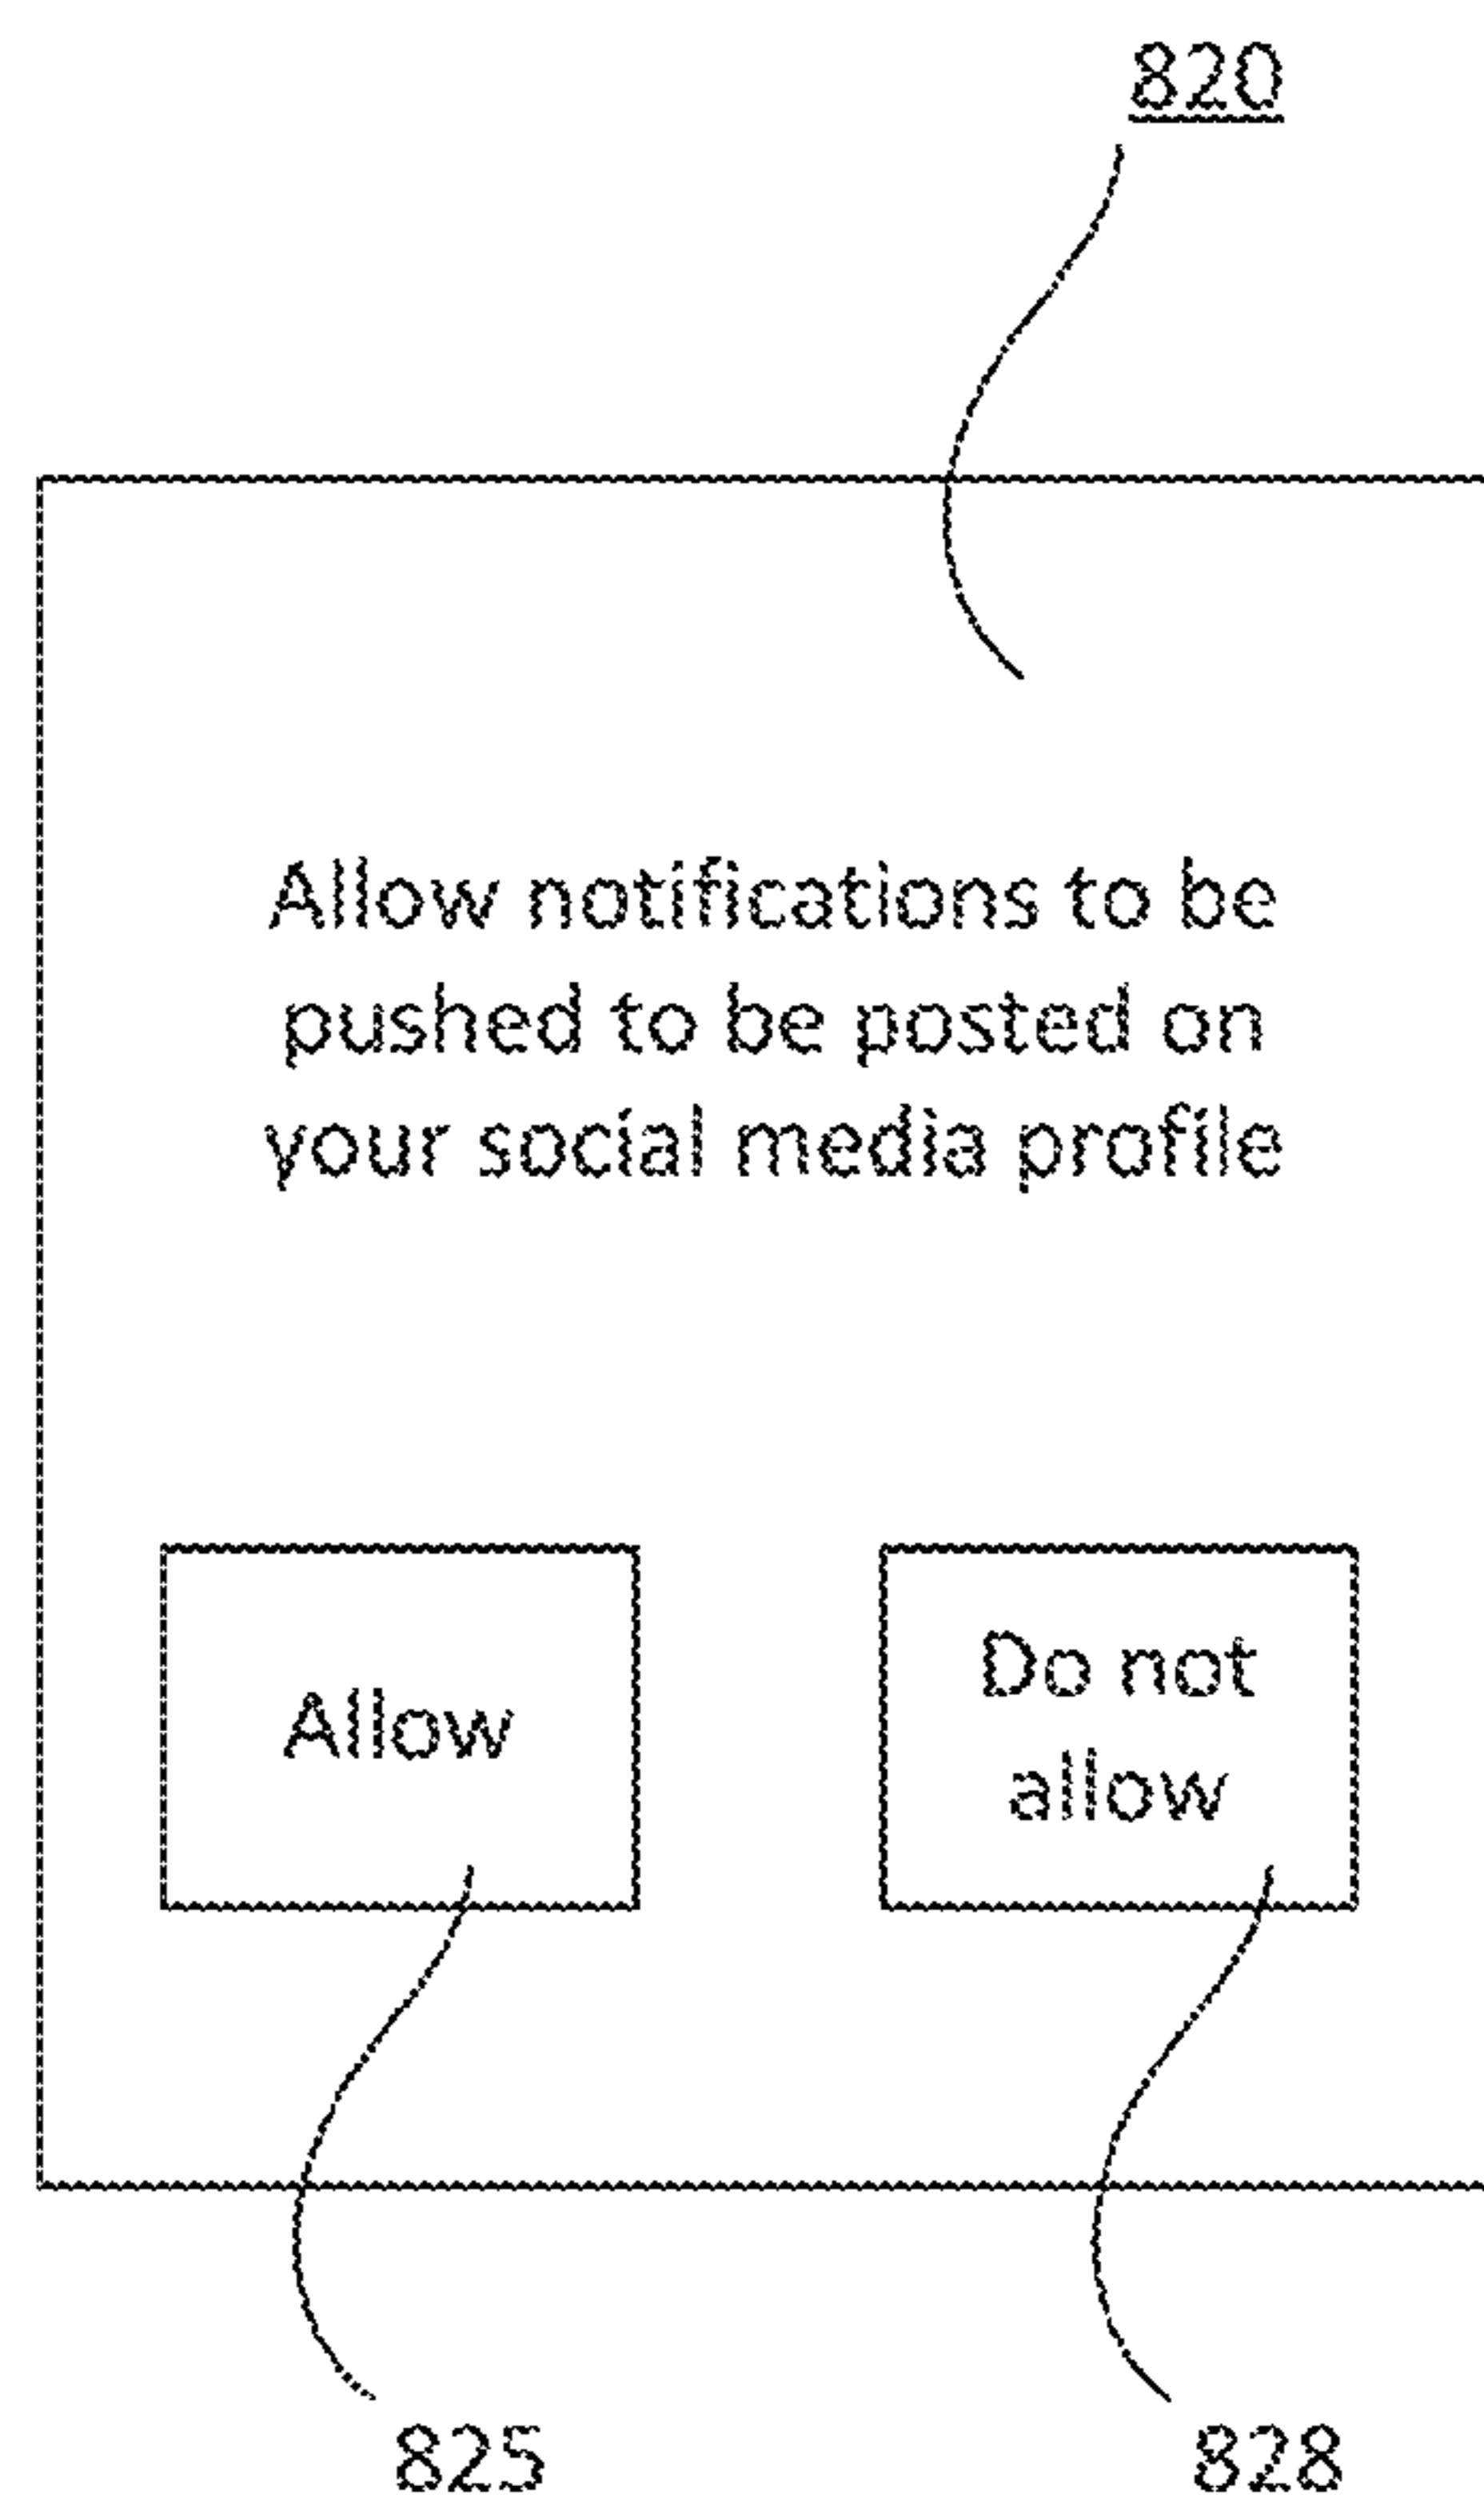 820
Allow notifications to be
pushed to be posted on
your social media profile
Allow
Do not
allow
825
828